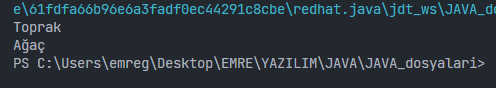 e\61fdfa66b96e6a3fadf0ec44291c8cbe\redhat.java\jdt_ws\JAVA_do
Toprak
Ağaç
PS C:\Users\emreg\Desktop\EMRE\YAZILIM\JAVA\JAVA_dosyalari>